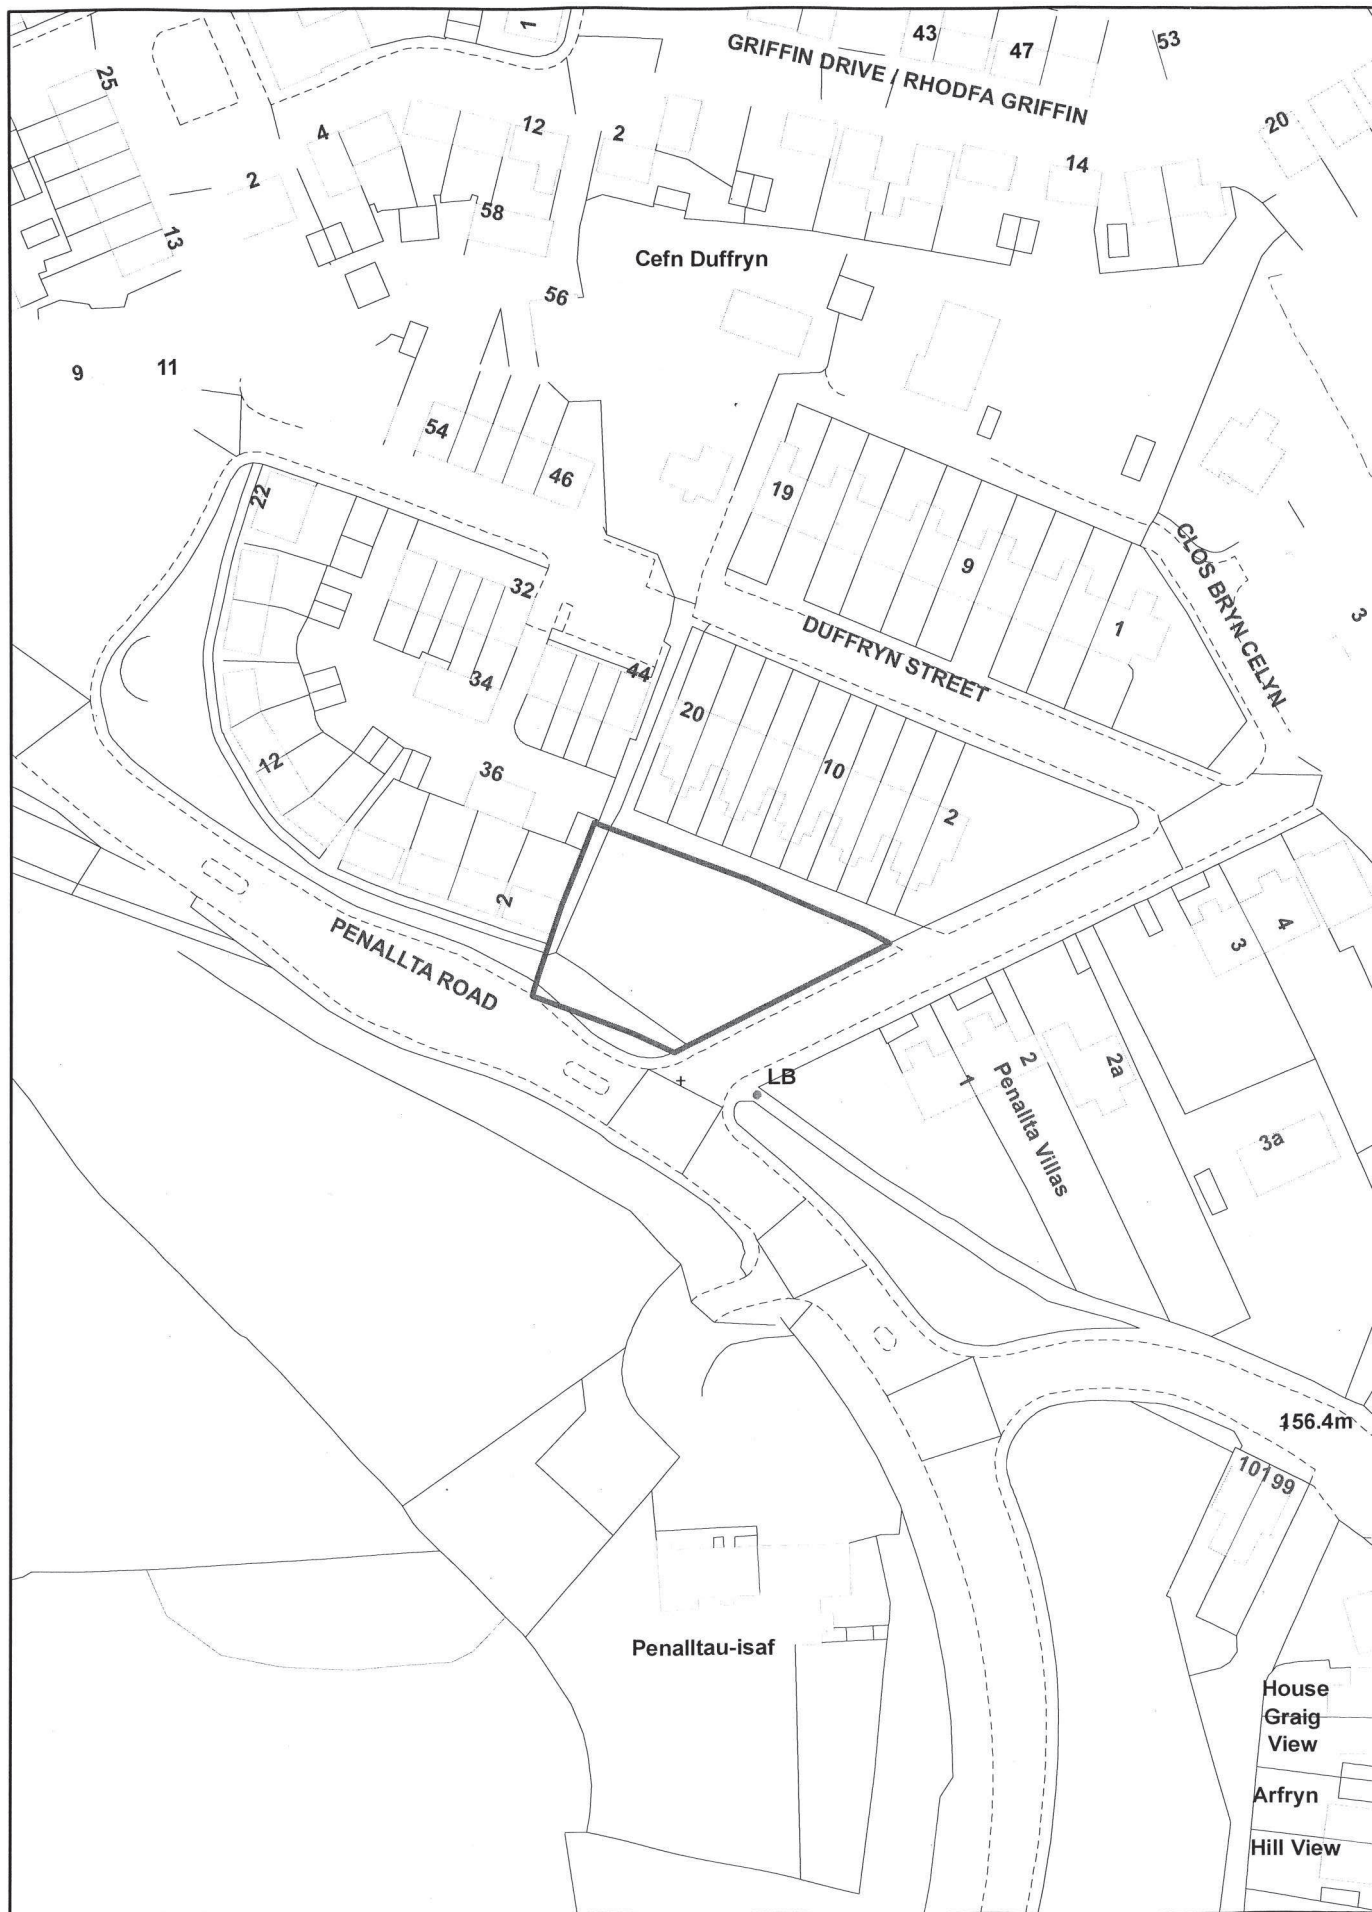 1
43
47
53
GRIFFIN DRIVE / RHODFA GRIFFIN
25
4
12
2
20
14
2
58
13
Cefn Duffryn
56
9
11
54
46
22
19
9
CLOS BRYN CELYN
32
1
3
DUFFRYN STREET
44
34
20
12
36
10
2
2
PENALLTA ROAD
3
4
LB
1
2
2a
Penallta Villas
3a
156.4m
101
99
Penalltau-isaf
House
Graig
View
Arfryn
Hill View